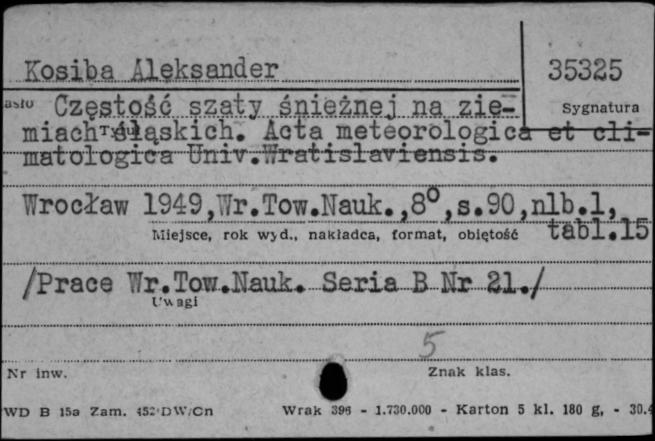 Kosiba Aleksander
35325
Sygnatura
asło Częstość szaty śnieżnej na zie-
miach śląskich. Acta meteorologica et cli-
matologica Univ.Wratislaviensis.
Wrocław 1949,Wr.Tow.Nauk.,8°,s.90,nlb.1,
tabl.15
Miejsce, rok wyd., nakładca, format, objętość
/Prace Wr.Tow.Nauk. Seria B Nr 21./
Uwagi
5
Nr inw.
Znak klas.
WD B 15a Zam. 452/DW/Cn
Wrak 396 - 1.730.000 - Karton 5 kl. 180 g, - 30.4